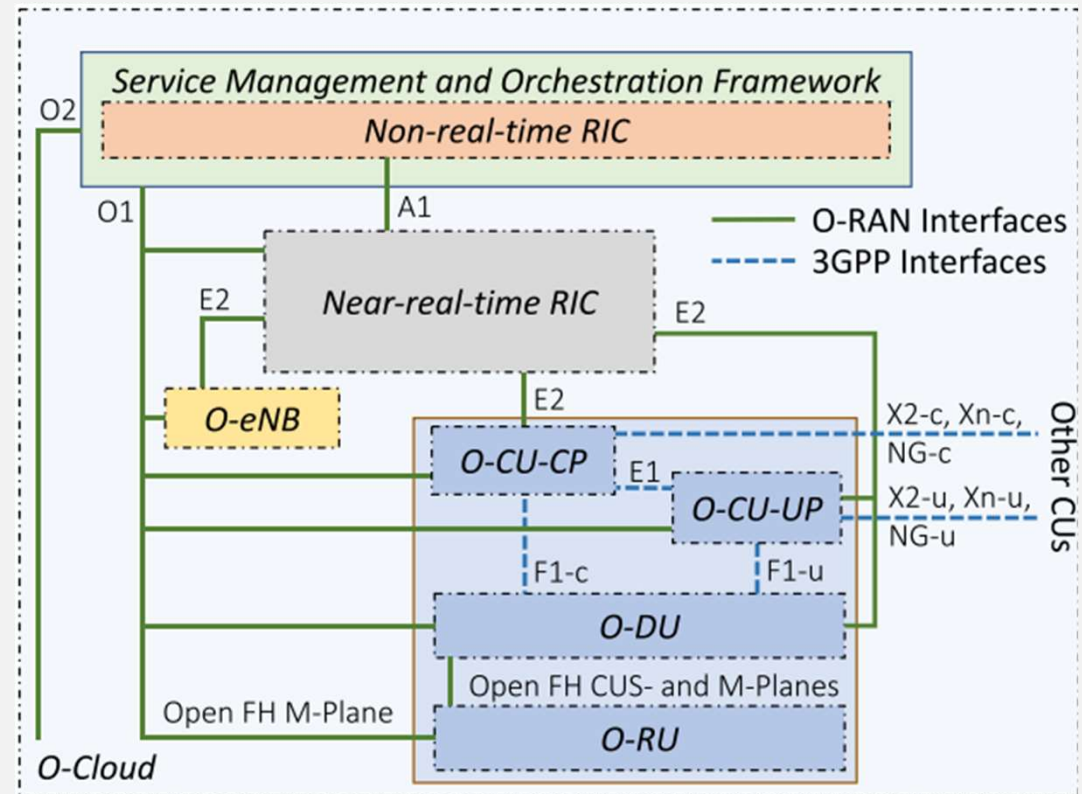 Service Management and Orchestration Framework
O2
Non-real-time RIC
O1
A1
O-RAN Interfaces
3GPP Interfaces
Near-real-time RIC
E2
E2
E2
O-eNB
O-CU-CP
E1
O-CU-UP
X2-c, Xn-c,
NG-c
X2-u, Xn-u,
NG-u
Other CUs
F1-c
F1-u
O-DU
Open FH CUS- and M-Planes
Open FH M-Plane
O-RU
O-Cloud